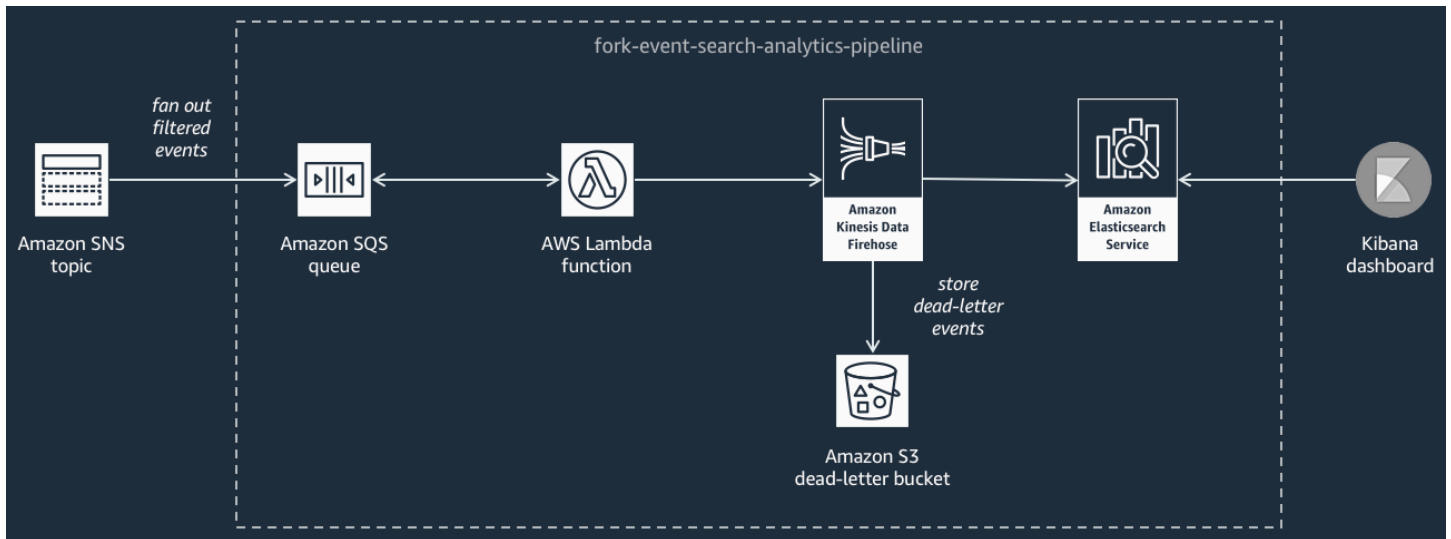 fork-event-search-analytics-pipeline
fan out
filtered
events
Amazon SNS
topic
Amazon SQS
queue
AWS Lambda
function
Amazon
Kinesis Data
Firehose
Amazon
Elasticsearch
Service
Kibana
dashboard
store
dead-letter
events
Amazon S3
dead-letter bucket